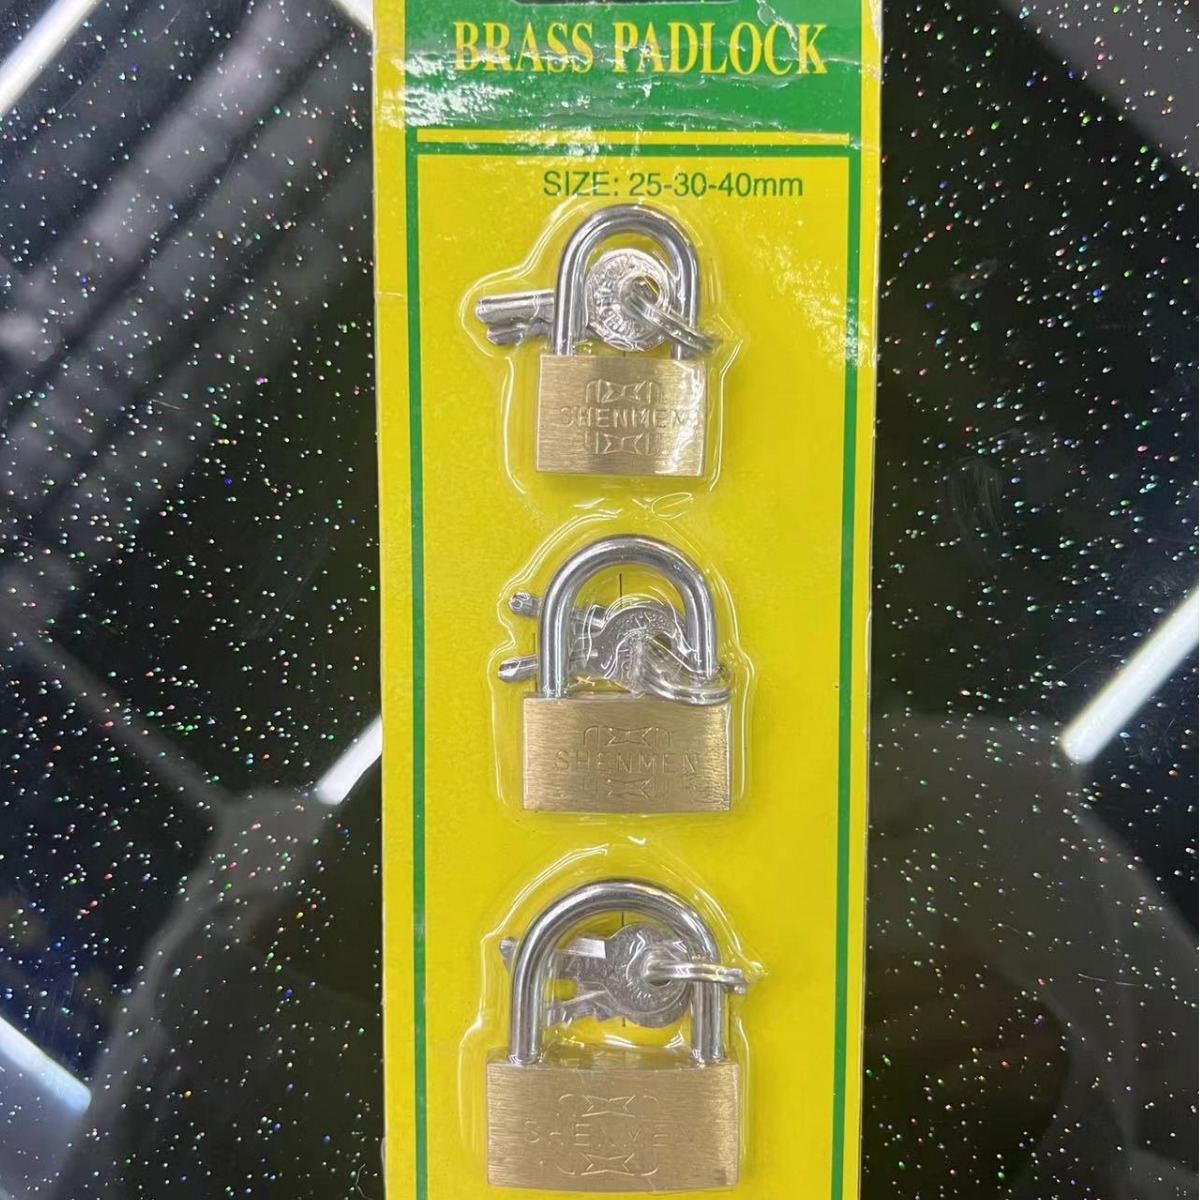 BRASS PADLOCK
SIZE: 25-30-40mm
SHENMEN
SHENMEN
SHENMEN